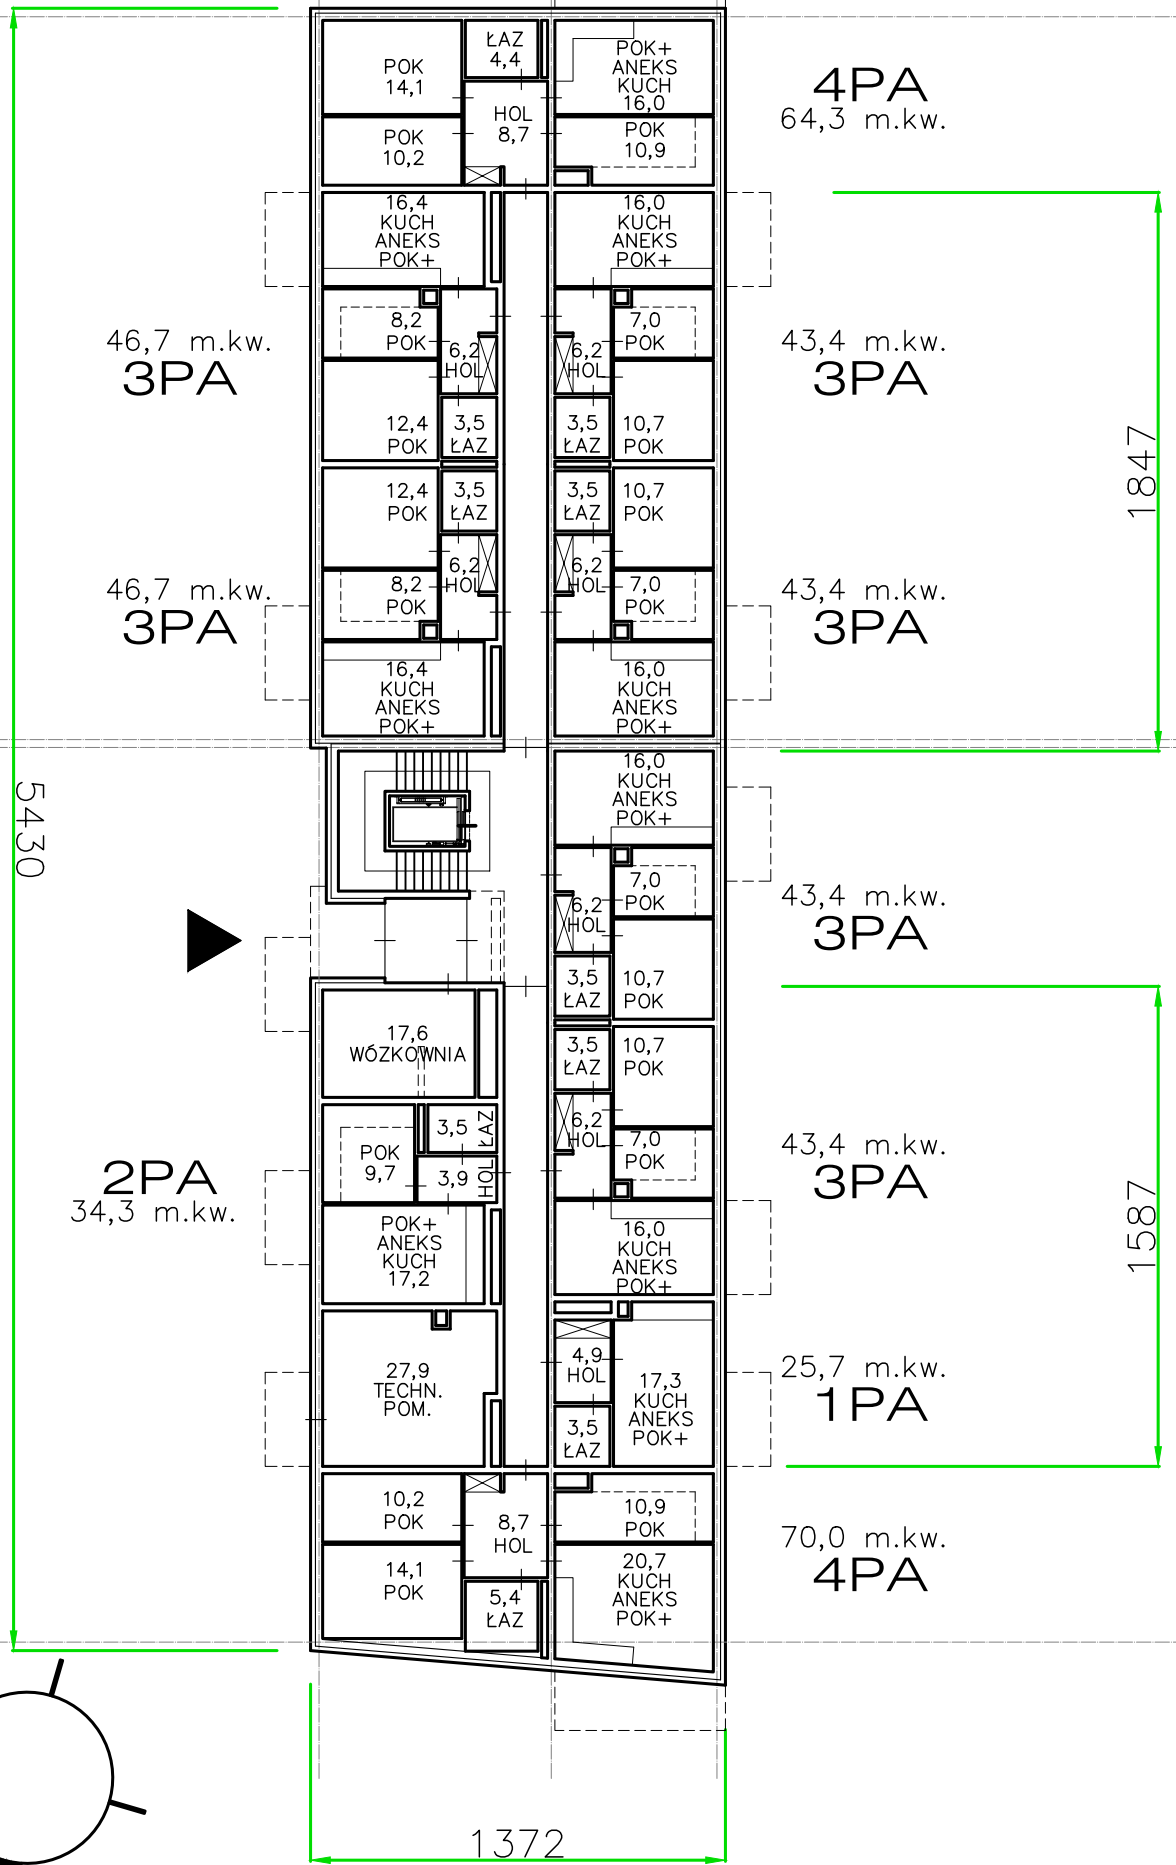 ŁAZ
4,4
POK
14,1
POK+
ANEKS
KUCH
16,0
4PA
64,3 m.kw.
HOL
8,7
POK
10,2
POK
10,9
16,4
KUCH
ANEKS
POK+
16,0
KUCH
ANEKS
POK+
46,7 m.kw.
3PA
8,2
POK
6,2
HOL
6,2
HOL
7,0
POK
43,4 m.kw.
3PA
12,4
POK
3,5
ŁAZ
3,5
ŁAZ
10,7
POK
1847
12,4
POK
3,5
ŁAZ
3,5
ŁAZ
10,7
POK
46,7 m.kw.
3PA
8,2
POK
6,2
HOL
6,2
HOL
7,0
POK
43,4 m.kw.
3PA
16,4
KUCH
ANEKS
POK+
16,0
KUCH
ANEKS
POK+
5430
16,0
KUCH
ANEKS
POK+
6,2
HOL
7,0
POK
43,4 m.kw.
3PA
3,5
ŁAZ
10,7
POK
17,6
WÓZKOWNIA
3,5
ŁAZ
10,7
POK
2PA
34,3 m.kw.
POK
9,7
3,5 ŁAZ
3,9 HOL
6,2
HOL
7,0
POK
43,4 m.kw.
3PA
1587
POK+
ANEKS
KUCH
17,2
16,0
KUCH
ANEKS
POK+
27,9
TECHN.
POM.
4,9
HOL
17,3
KUCH
ANEKS
POK+
25,7 m.kw.
1PA
3,5
ŁAZ
10,2
POK
8,7
HOL
10,9
POK
70,0 m.kw.
4PA
14,1
POK
5,4
ŁAZ
20,7
KUCH
ANEKS
POK+
1372